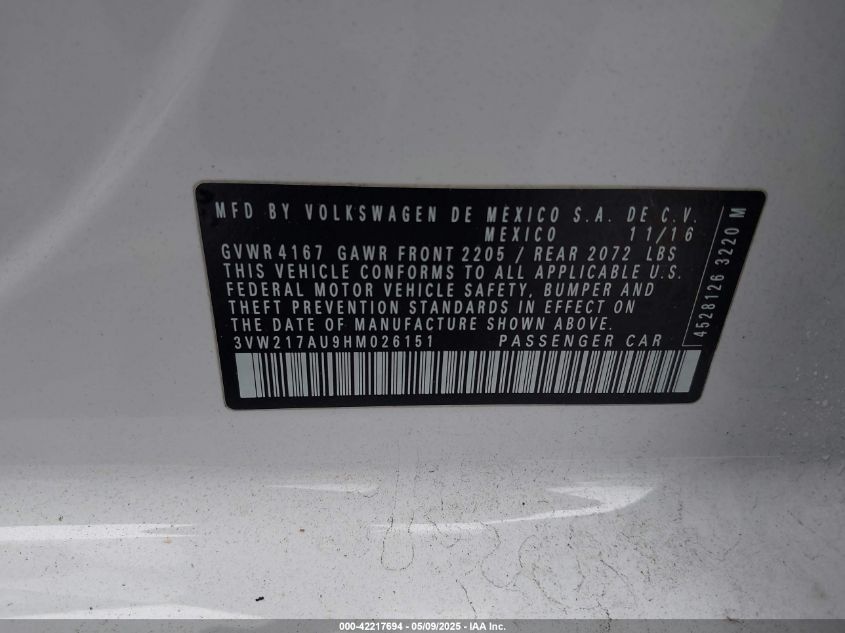 MFD BY VOLKSWAGEN DE MEXICO S.A. DE C.V.
MEXICO 11/16
GVWR 4167 GAWR FRONT 2205 / REAR 2072 LBS
THIS VEHICLE CONFORMS TO ALL APPLICABLE U.S.
FEDERAL MOTOR VEHICLE SAFETY, BUMPER AND
THEFT PREVENTION STANDARDS IN EFFECT ON
THE DATE OF MANUFACTURE SHOWN ABOVE.
3VW217AU9HM026151 PASSENGER CAR
4528126 3220 M
000-42217694 - 05/09/2025 - IAA Inc.